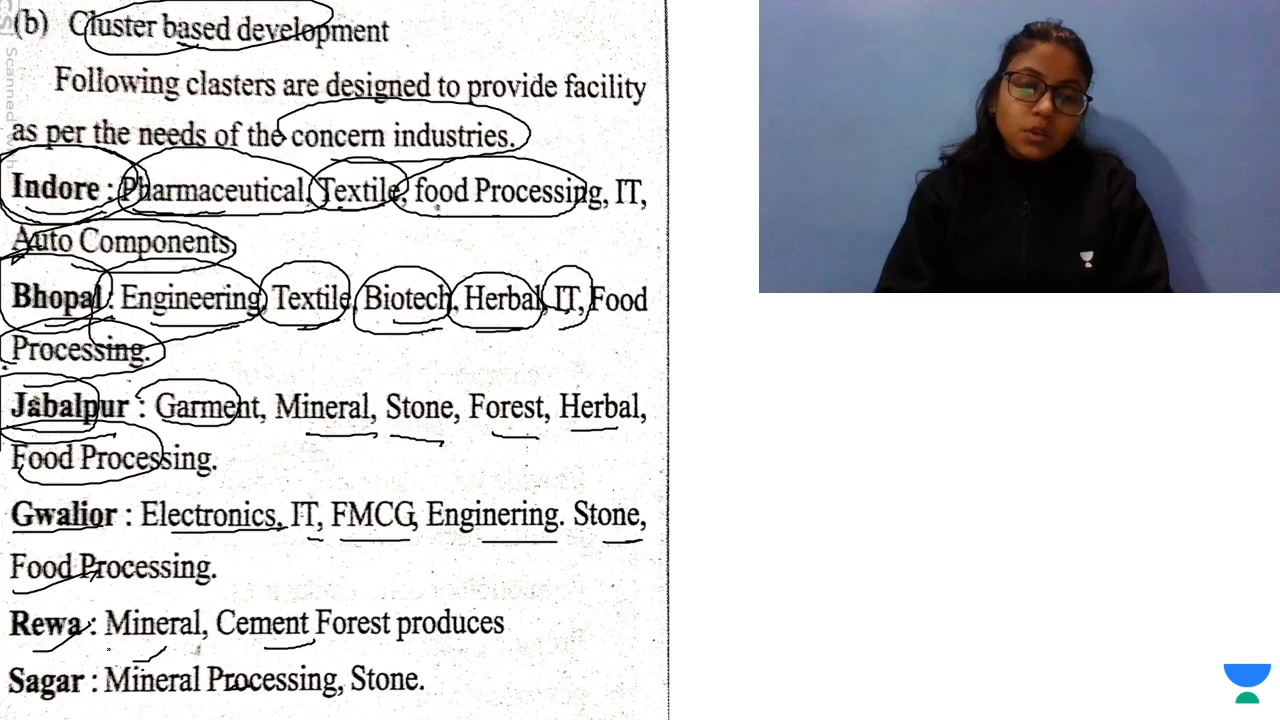 (b) Cluster based development
Following clasters are designed to provide facility
as per the needs of the concern industries.
Indore : Pharmaceutical, Textile, food Processing, IT,
Auto Components,
Bhopal : Engineering, Textile, Biotech, Herbal, IT, Food
Processing.
Jabalpur : Garment, Mineral, Stone, Forest, Herbal,
Food Processing.
Gwalior : Electronics, IT, FMCG, Enginering. Stone,
Food Processing.
Rewa : Mineral, Cement Forest produces
Sagar : Mineral Processing, Stone.
Scanned with